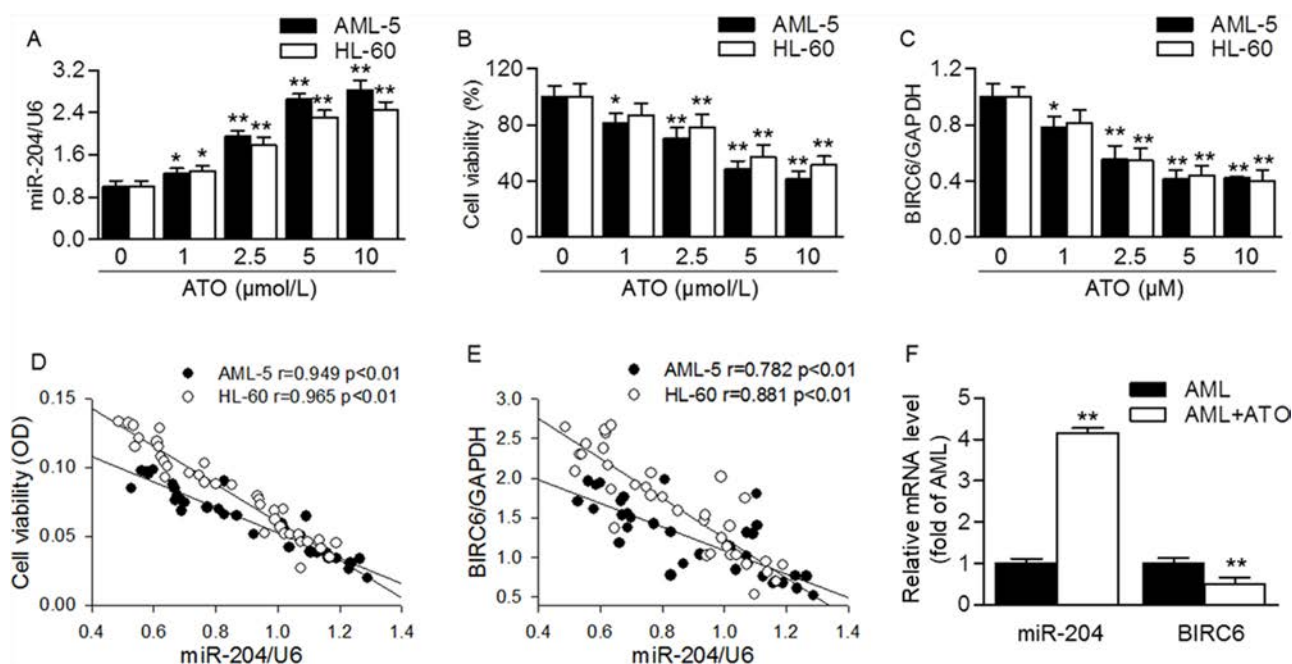 A
AML-5
HL-60
miR-204/U6
3.2
2.4
1.6
0.8
0.0
* * ** ** ** ** ** **
0 1 2.5 5 10
ATO (µmol/L)
B
AML-5
HL-60
Cell viability (%)
120
80
40
0
* ** ** ** ** ** **
0 1 2.5 5 10
ATO (µmol/L)
C
AML-5
HL-60
BIRC6/GAPDH
1.2
0.8
0.4
0.0
* ** ** ** ** ** **
0 1 2.5 5 10
ATO (µM)
D
AML-5 r=0.949 p<0.01
HL-60 r=0.965 p<0.01
Cell viability (OD)
0.15
0.10
0.05
0.00
0.4 0.6 0.8 1.0 1.2 1.4
miR-204/U6
E
AML-5 r=0.782 p<0.01
HL-60 r=0.881 p<0.01
BIRC6/GAPDH
3.0
2.5
2.0
1.5
1.0
.5
0.4 0.6 0.8 1.0 1.2 1.4
miR-204/U6
F
AML
AML+ATO
Relative mRNA level
(fold of AML)
5
4
3
2
1
0
** **
miR-204 BIRC6